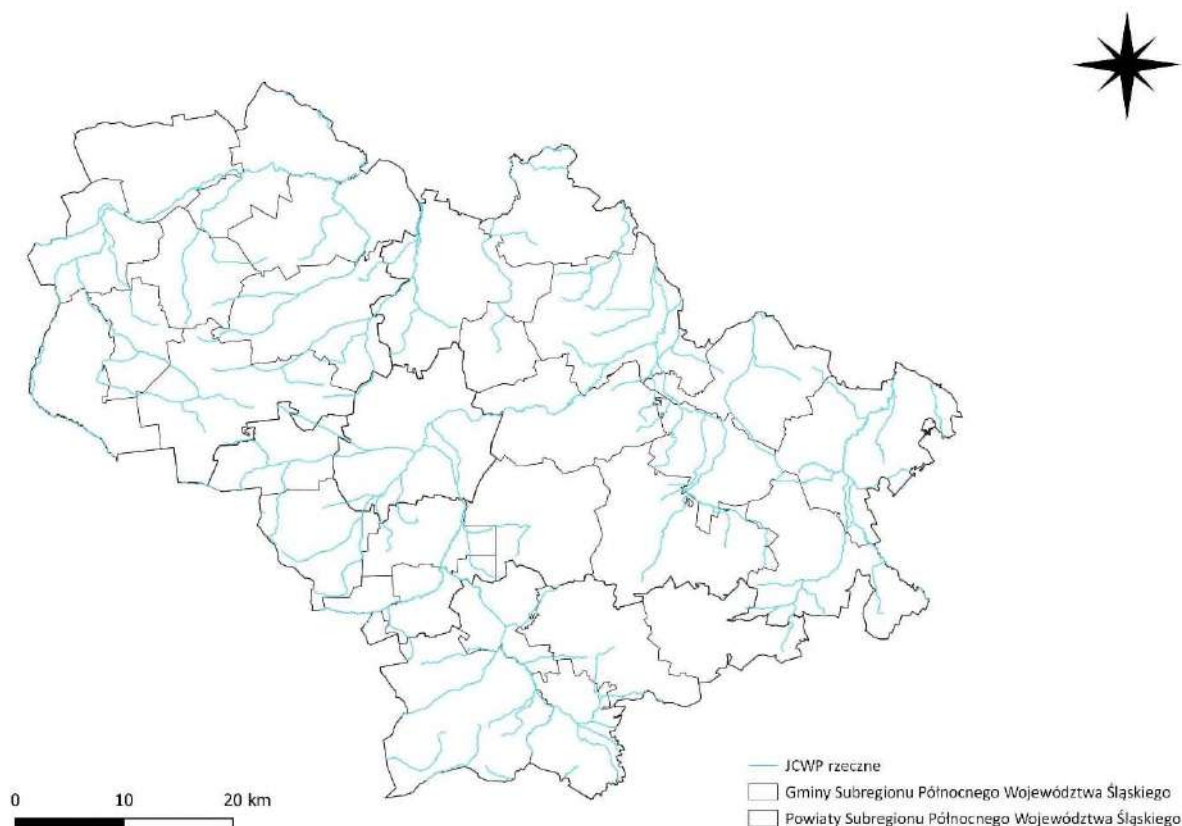 JCWP rzeczne
Gminy Subregionu Północnego Województwa Śląskiego
0 10 20 km
Powiaty Subregionu Północnego Województwa Śląskiego